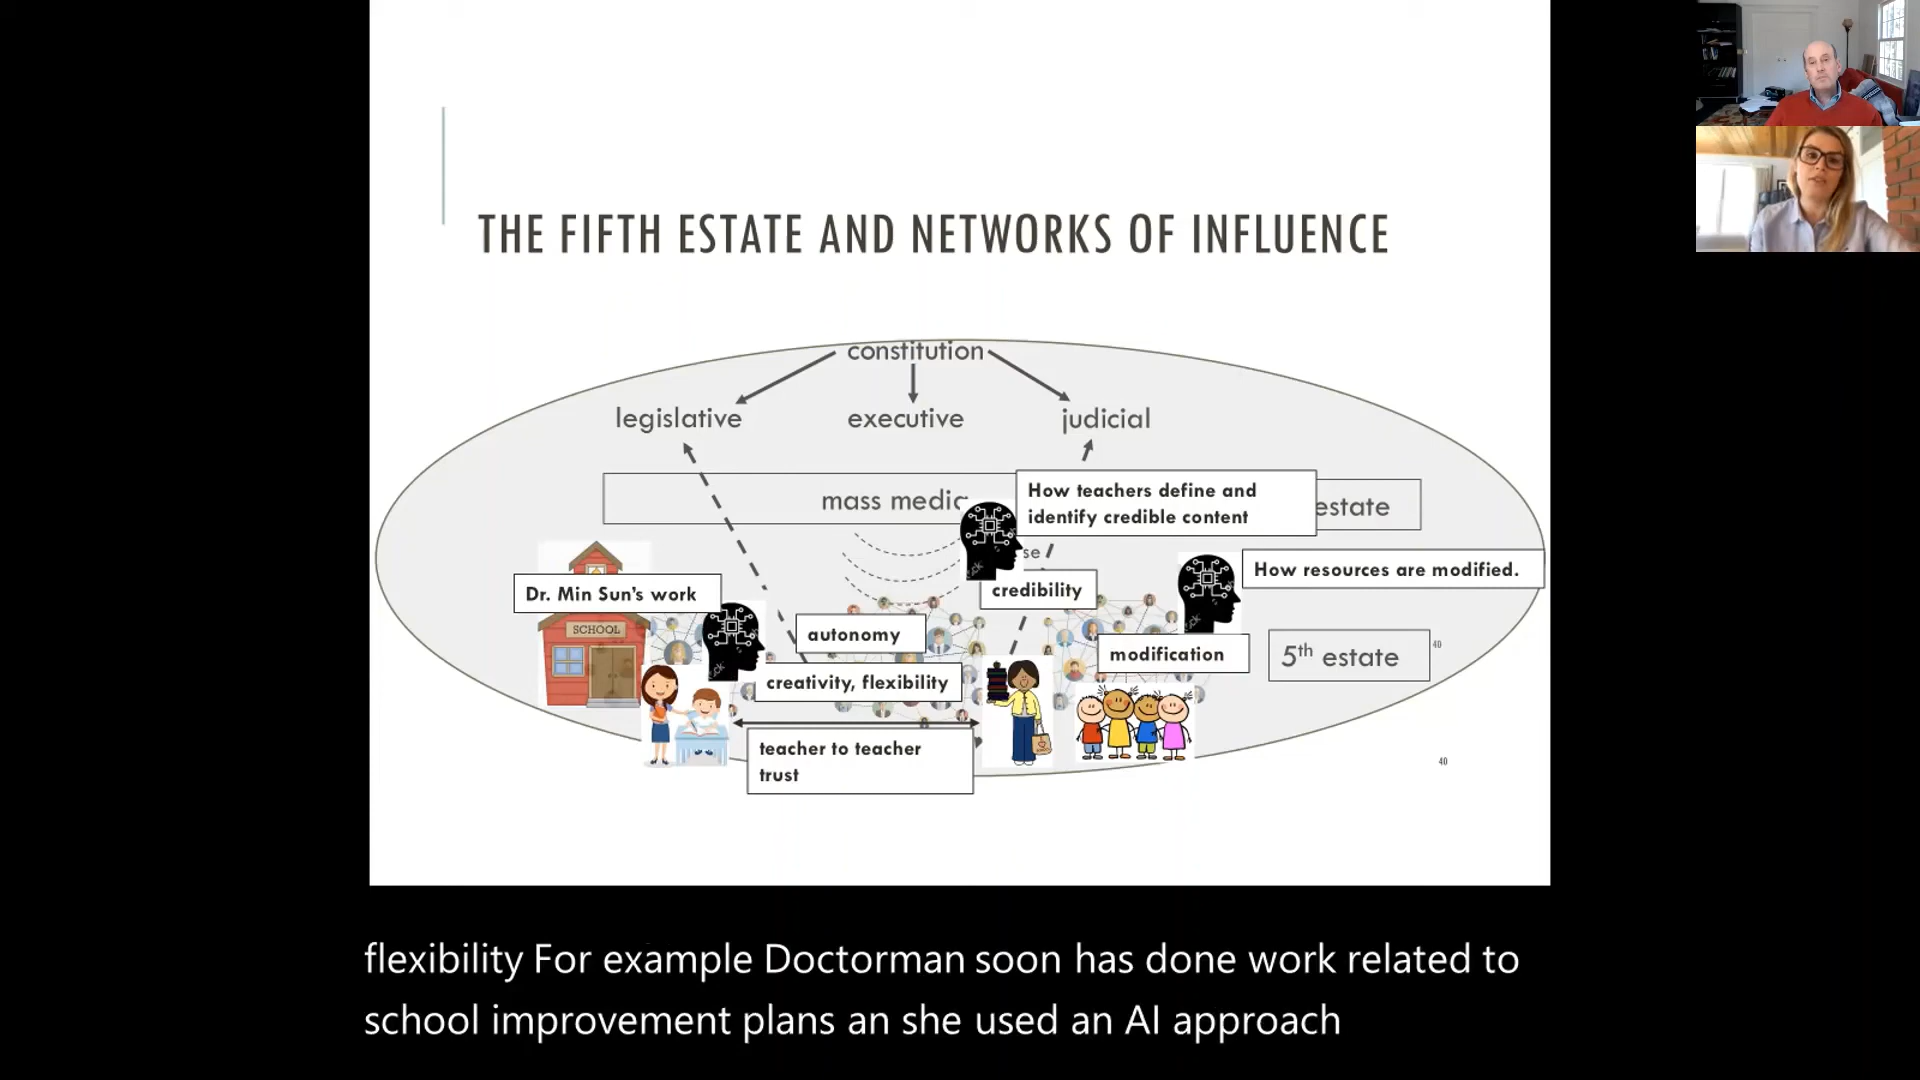 THE FIFTH ESTATE AND NETWORKS OF INFLUENCE
constitution
legislative
executive
judicial
mass media
How teachers define and
identify credible content
estate
se
How resources are modified.
Dr. Min Sun's work
credibility
SCHOOL
autonomy
modification
5th estate
40
creativity, flexibility
teacher to teacher
trust
40
flexibility For example Doctorman soon has done work related to
school improvement plans an she used an AI approach